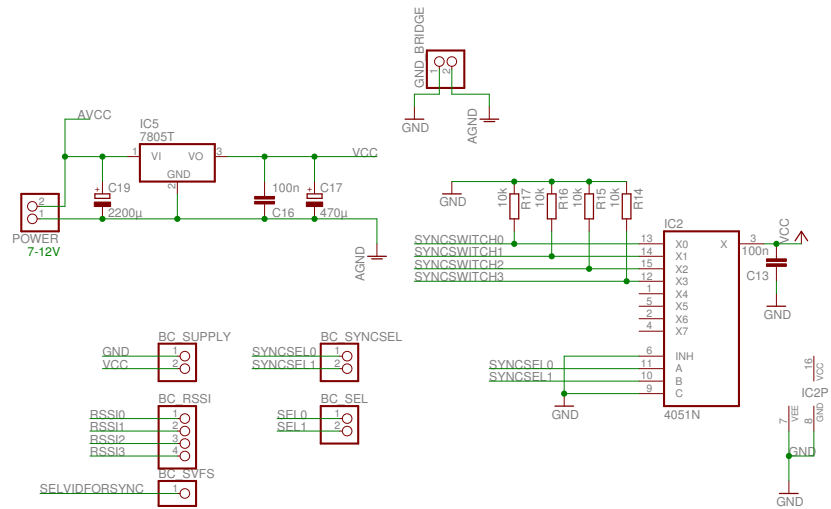 GND_BRIDGE
1
2
GND
AGND
AVCC
IC5
7805T
1
VI
VO
3
GND
2
VCC
+
C19
2200µ
100n
C16
+
C17
470µ
2
1
POWER
7-12V
AGND
GND
10k
R17
10k
R16
10k
R15
10k
R14
SYNCSWITCH0
SYNCSWITCH1
SYNCSWITCH2
SYNCSWITCH3
IC2
13
X0
14
X1
15
X2
12
X3
1
X4
5
X5
2
X6
4
X7
6
INH
11
A
10
B
9
C
X
3
4051N
VCC
100n
C13
GND
SYNCSEL0
SYNCSEL1
GND
BC_SUPPLY
GND
1
VCC
2
BC_SYNCSEL
SYNCSEL0
1
SYNCSEL1
2
BC_RSSI
RSSI0
1
RSSI1
2
RSSI2
3
RSSI3
4
BC_SEL
SEL0
1
SEL1
2
BC_SVFS
SELVIDFORSYNC
1
16
VCC
IC2P
7
VEE
8
GND
GND
GND